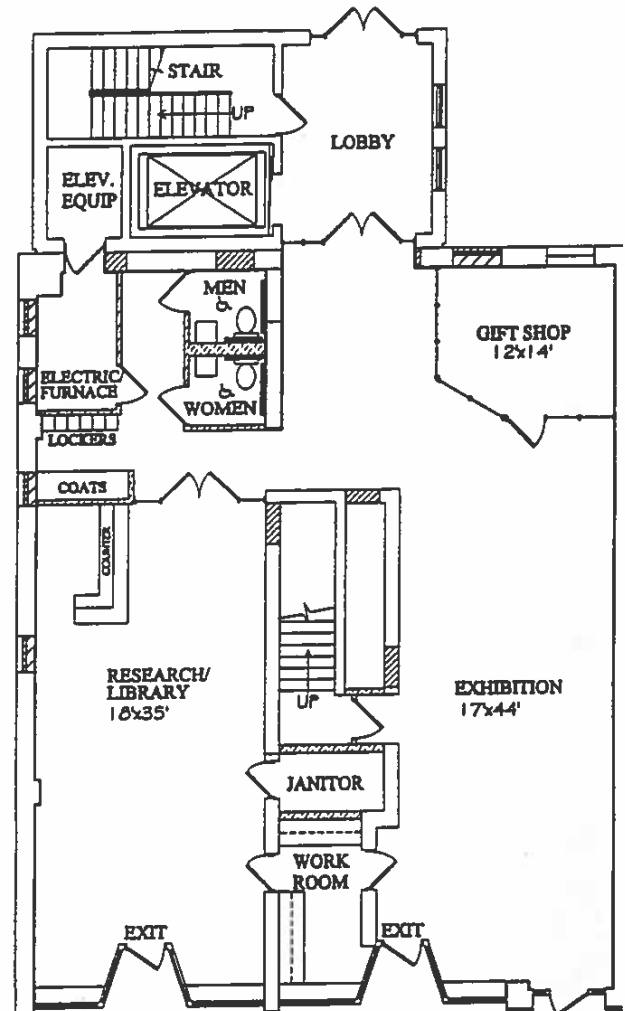 STAIR
UP
LOBBY
ELEV.
EQUIP
ELEVATOR
MEN
GIFT SHOP
12'x14'
ELECTRIC/
FURNACE
WOMEN
LOCKERS
COATS
COUNTER
RESEARCH/
LIBRARY
18'x35'
UP
EXHIBITION
17'x44'
JANITOR
WORK
ROOM
EXIT
EXIT